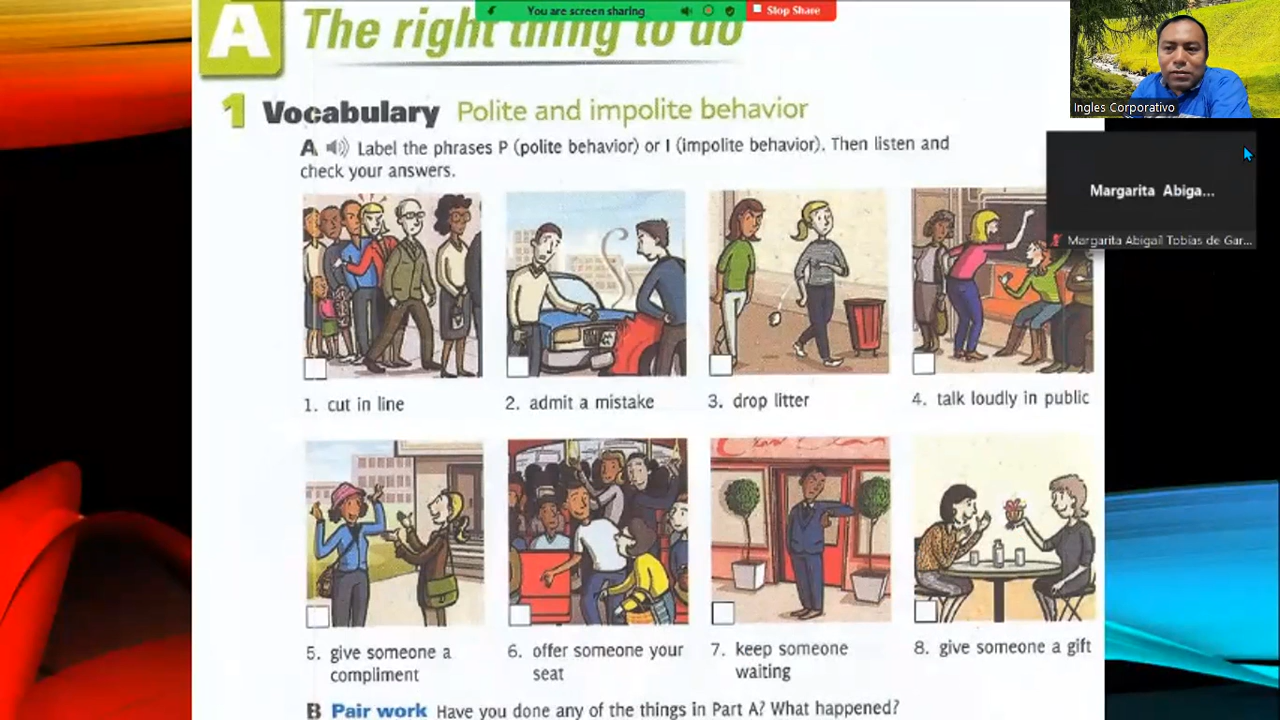 You are screen sharing
Stop Share
A The right thing to do
Ingles Corporativo
1 Vocabulary Polite and impolite behavior
A Label the phrases P (polite behavior) or I (impolite behavior). Then listen and
check your answers.
Margarita Abiga...
Margarita Abigail Tobias de Gar...
1. cut in line
2. admit a mistake
3. drop litter
4. talk loudly in public
5. give someone a
compliment
6. offer someone your
seat
7. keep someone
waiting
8. give someone a gift
B Pair work Have you done any of the things in Part A? What happened?